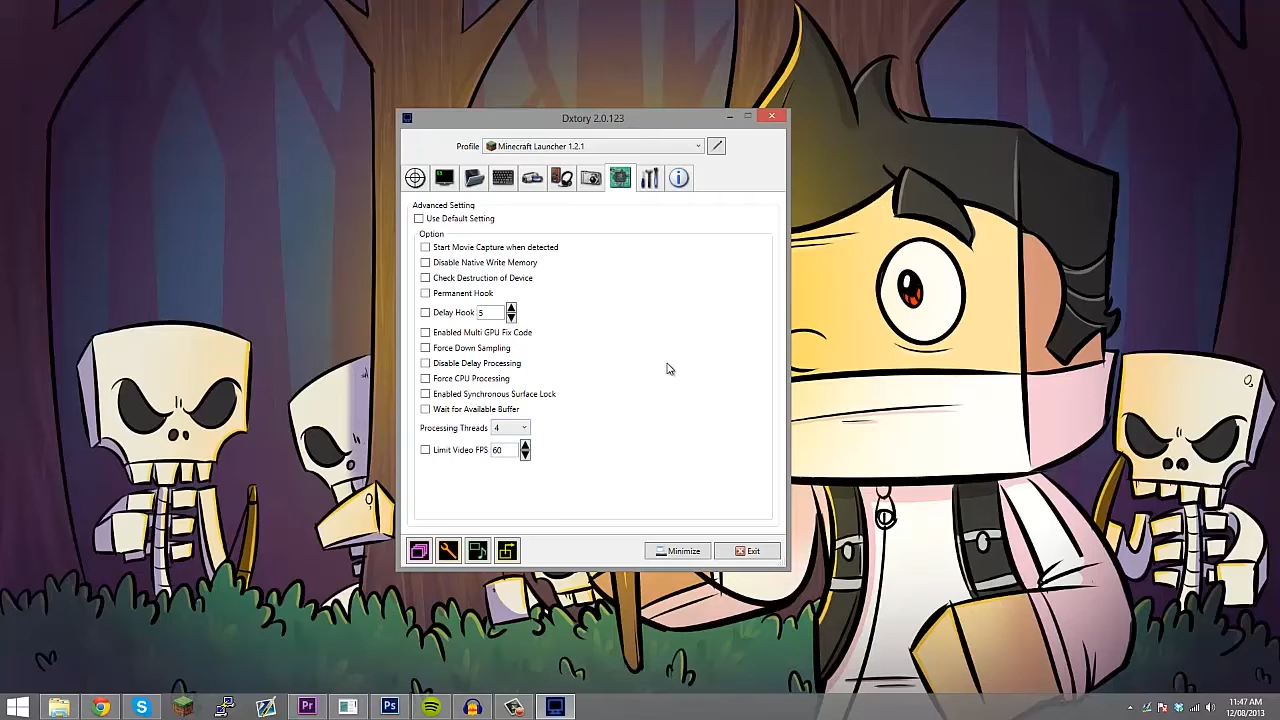 Dxtory 2.0.123
Profile Minecraft Launcher 1.2.1
Advanced Setting
Use Default Setting
Option
Start Movie Capture when detected
Disable Native Write Memory
Check Destruction of Device
Permanent Hook
Delay Hook 5
Enabled Multi GPU Fix Code
Force Down Sampling
Disable Delay Processing
Force CPU Processing
Enabled Synchronous Surface Lock
Wait for Available Buffer
Processing Threads 4
Limit Video FPS 60
Minimize Exit
Pr Ps
11:47 AM
12/08/2013